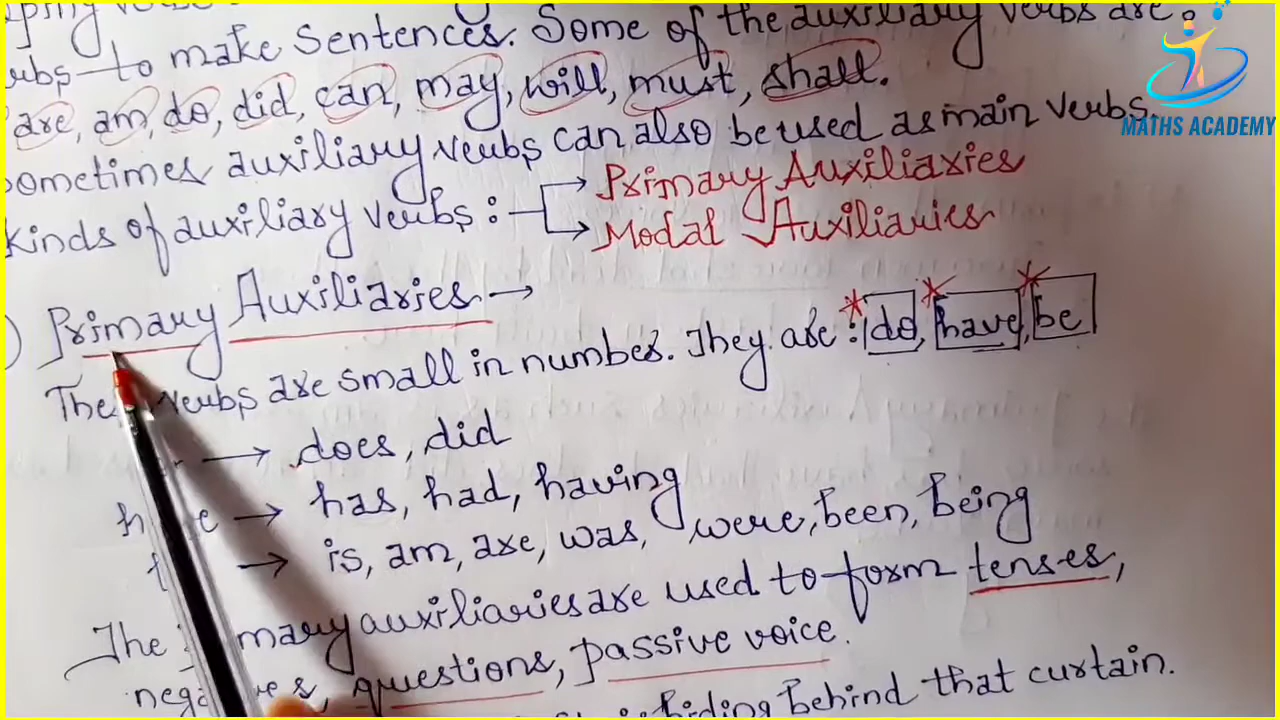 verbs to make sentences. Some of the auxiliary verbs are:
are, am, do, did, can, may, will, must, shall.
Sometimes auxiliary verbs can also be used as main verbs.
MATHS ACADEMY
Kinds of auxiliary verbs: → Primary Auxiliaries
→ Modal Auxiliaries
Primary Auxiliaries →
verbs are small in number. They are: do, have, be
→ does, did
→ has, had, having
→ is, am, are, was, were, been, being
The auxiliaries are used to form tenses,
questions, passive voice.
hiding behind that curtain.